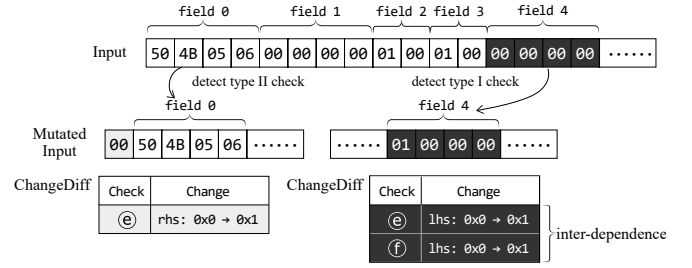 field 0 field 1 field 2 field 3 field 4
Input 50 4B 05 06 00 00 00 00 01 00 01 00 00 00 00 00 ······
detect type II check detect type I check
field 0 field 4
Mutated Input 00 50 4B 05 06 ······ ······ 01 00 00 00 ······
ChangeDiff Check Change ChangeDiff Check Change
ⓔ rhs: 0x0 → 0x1 ⓔ lhs: 0x0 → 0x1
inter-dependence
ⓕ lhs: 0x0 → 0x1